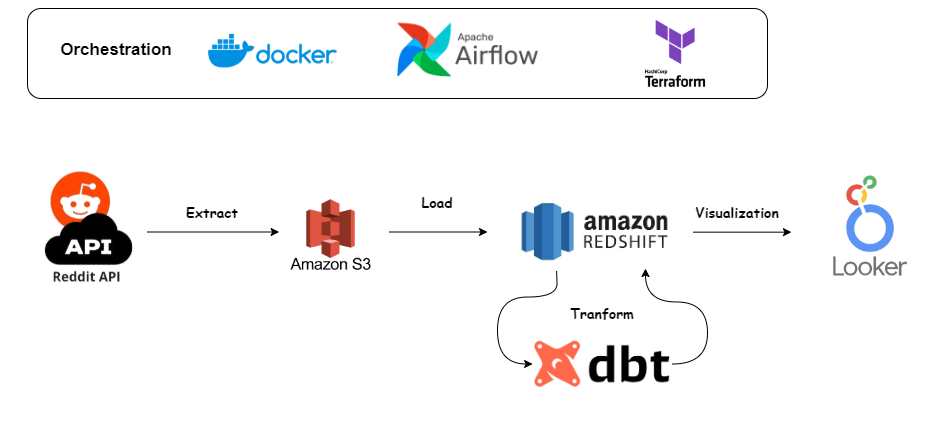 Orchestration
docker
Apache
Airflow
HashiCorp
Terraform
Extract
Load
Visualization
API
Reddit API
Amazon S3
amazon
REDSHIFT
Looker
Tranform
dbt